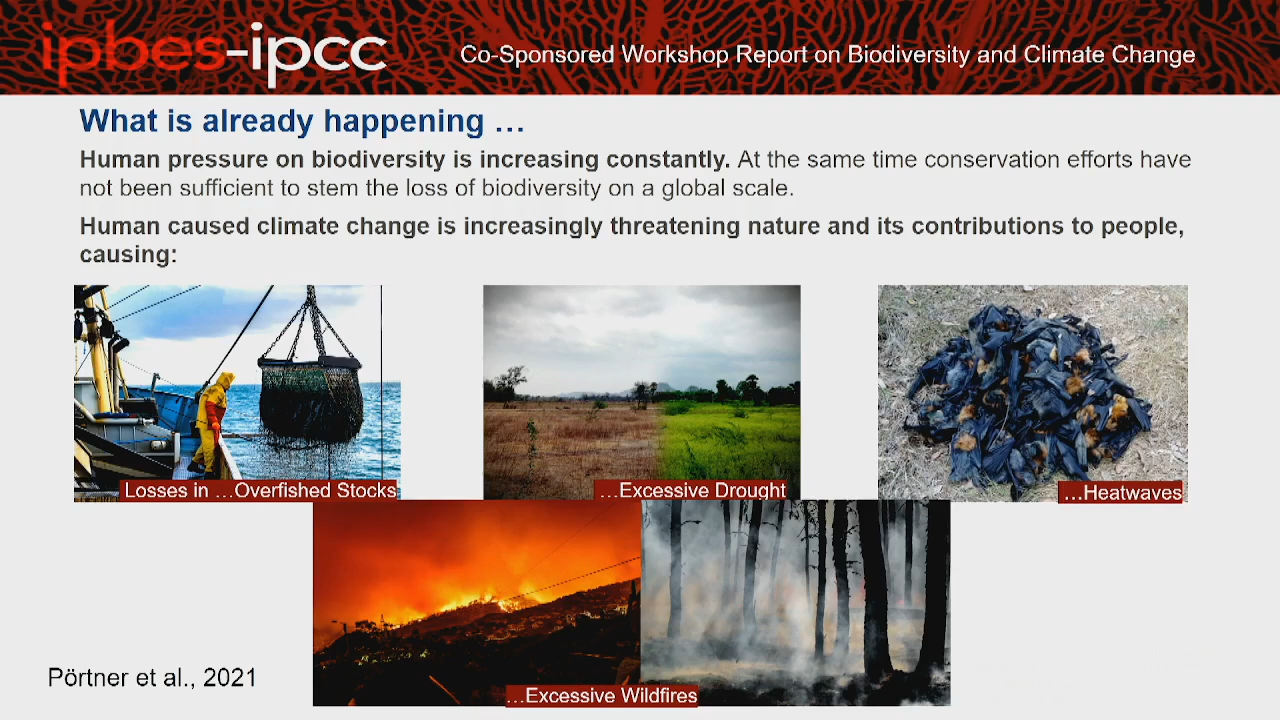 ipbes-ipcc
Co-Sponsored Workshop Report on Biodiversity and Climate Change
What is already happening …
Human pressure on biodiversity is increasing constantly. At the same time conservation efforts have
not been sufficient to stem the loss of biodiversity on a global scale.
Human caused climate change is increasingly threatening nature and its contributions to people,
causing:
Losses in …Overfished Stocks
…Excessive Drought
…Heatwaves
…Excessive Wildfires
Pörtner et al., 2021